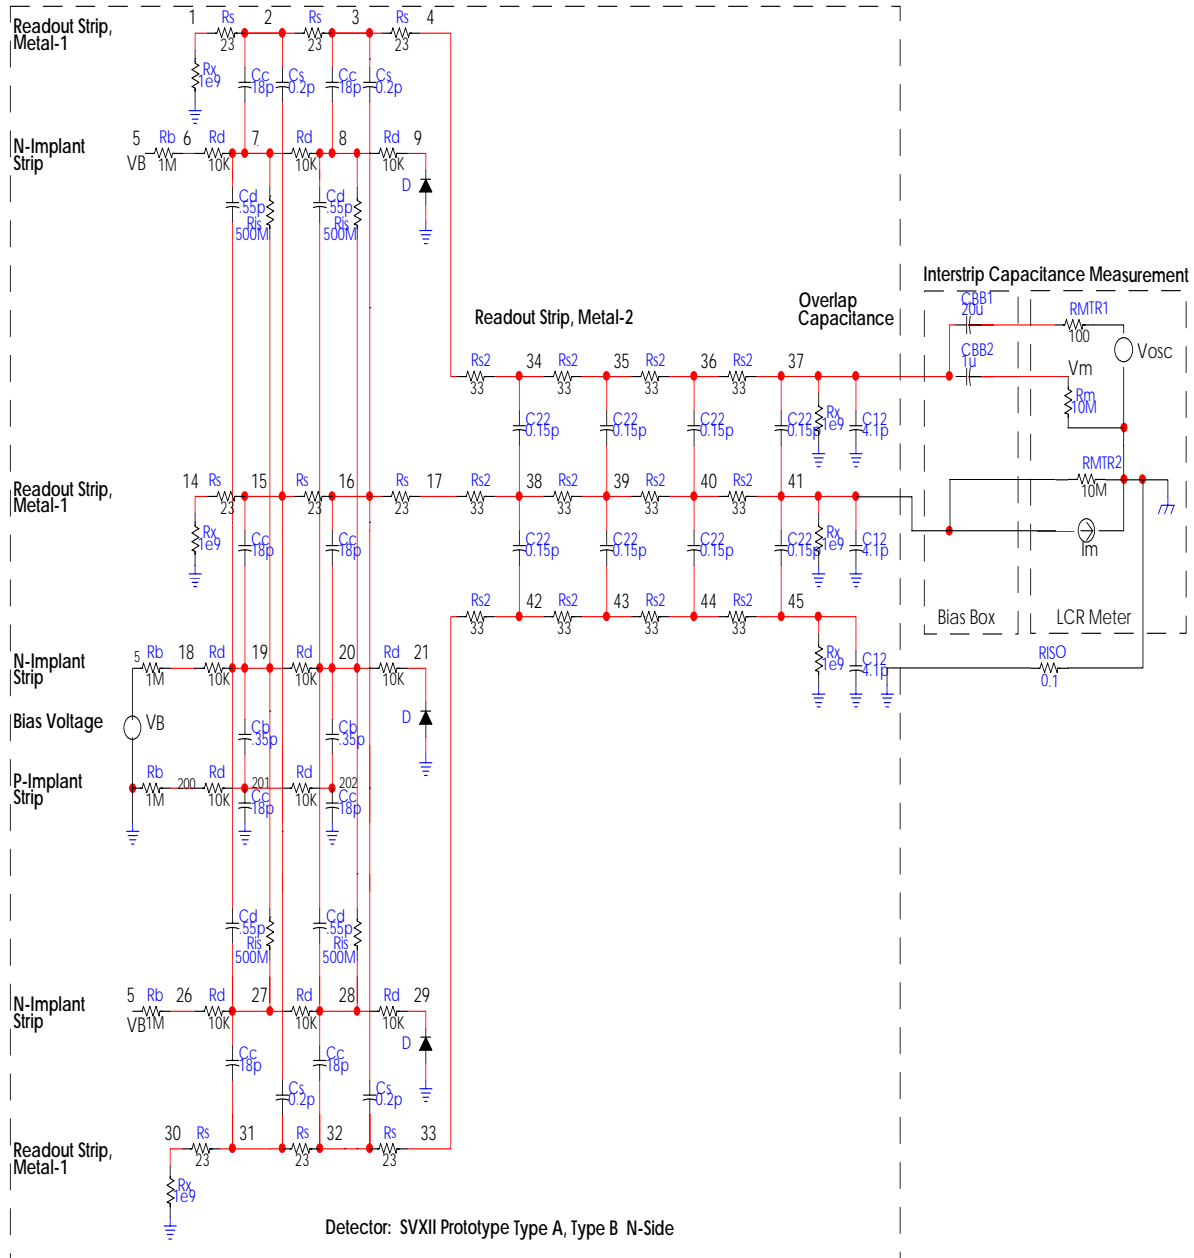 1 Rs 2 Rs 3 Rs 4
Readout Strip,
Metal-1
23 23 23
Rx
1e9
Cc
18p
Cs
0.2p
Cc
18p
Cs
0.2p
5 Rb 6 Rd 7 Rd 8 Rd 9
N-Implant
Strip
VB 1M 10K 10K 10K
D
Cd
.55p
Ris
500M
Cd
.55p
Ris
500M
Interstrip Capacitance Measurement
Readout Strip, Metal-2
Overlap
Capacitance
CBB1
20u
RMTR1
100
Vosc
CBB2
1u
Vm
Rm
10M
Rs2 34 Rs2 35 Rs2 36 Rs2 37
33 33 33 33
C22
0.15p
C22
0.15p
C22
0.15p
C22
0.15p
Rx
1e9
C12
4.1p
14 Rs 15 Rs 16 Rs 17 Rs2 38 Rs2 39 Rs2 40 Rs2 41
Readout Strip,
Metal-1
23 23 23 33 33 33 33
RMTR2
10M
Im
Rx
1e9
Cc
18p
Cc
18p
C22
0.15p
C22
0.15p
C22
0.15p
C22
0.15p
Rx
1e9
C12
4.1p
Rs2 42 Rs2 43 Rs2 44 Rs2 45
33 33 33 33
Bias Box
LCR Meter
Rx
1e9
C12
4.1p
RISO
0.1
5 Rb 18 Rd 19 Rd 20 Rd 21
N-Implant
Strip
1M 10K 10K 10K
D
Bias Voltage
VB
Cb
.35p
Cb
.35p
P-Implant
Strip
Rb 200 Rd 201 Rd 202
1M 10K 10K
Cc
18p
Cc
18p
Cd
.55p
Ris
500M
Cd
.55p
Ris
500M
5 Rb 26 Rd 27 Rd 28 Rd 29
N-Implant
Strip
VB 1M 10K 10K 10K
D
Cc
18p
Cs
0.2p
Cc
18p
Cs
0.2p
30 Rs 31 Rs 32 Rs 33
Readout Strip,
Metal-1
23 23 23
Rx
1e9
Detector: SVXII Prototype Type A, Type B N-Side